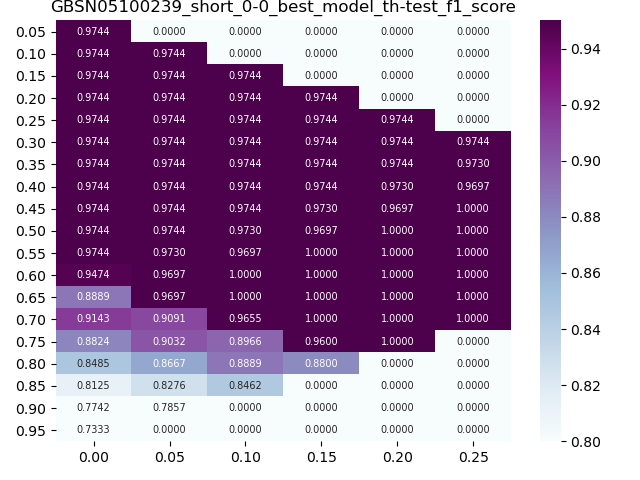 GBSN05100239_short_0-0_best_model_th-test_f1_score
0.05 0.9744 0.0000 0.0000 0.0000 0.0000 0.0000
0.10 0.9744 0.9744 0.0000 0.0000 0.0000 0.0000
0.15 0.9744 0.9744 0.9744 0.0000 0.0000 0.0000
0.20 0.9744 0.9744 0.9744 0.9744 0.0000 0.0000
0.25 0.9744 0.9744 0.9744 0.9744 0.9744 0.0000
0.30 0.9744 0.9744 0.9744 0.9744 0.9744 0.9744
0.35 0.9744 0.9744 0.9744 0.9744 0.9744 0.9730
0.40 0.9744 0.9744 0.9744 0.9744 0.9730 0.9697
0.45 0.9744 0.9744 0.9744 0.9730 0.9697 1.0000
0.50 0.9744 0.9744 0.9730 0.9697 1.0000 1.0000
0.55 0.9744 0.9730 0.9697 1.0000 1.0000 1.0000
0.60 0.9474 0.9697 1.0000 1.0000 1.0000 1.0000
0.65 0.8889 0.9697 1.0000 1.0000 1.0000 1.0000
0.70 0.9143 0.9091 0.9655 1.0000 1.0000 1.0000
0.75 0.8824 0.9032 0.8966 0.9600 1.0000 0.0000
0.80 0.8485 0.8667 0.8889 0.8800 0.0000 0.0000
0.85 0.8125 0.8276 0.8462 0.0000 0.0000 0.0000
0.90 0.7742 0.7857 0.0000 0.0000 0.0000 0.0000
0.95 0.7333 0.0000 0.0000 0.0000 0.0000 0.0000
0.00 0.05 0.10 0.15 0.20 0.25
0.94
0.92
0.90
0.88
0.86
0.84
0.82
0.80